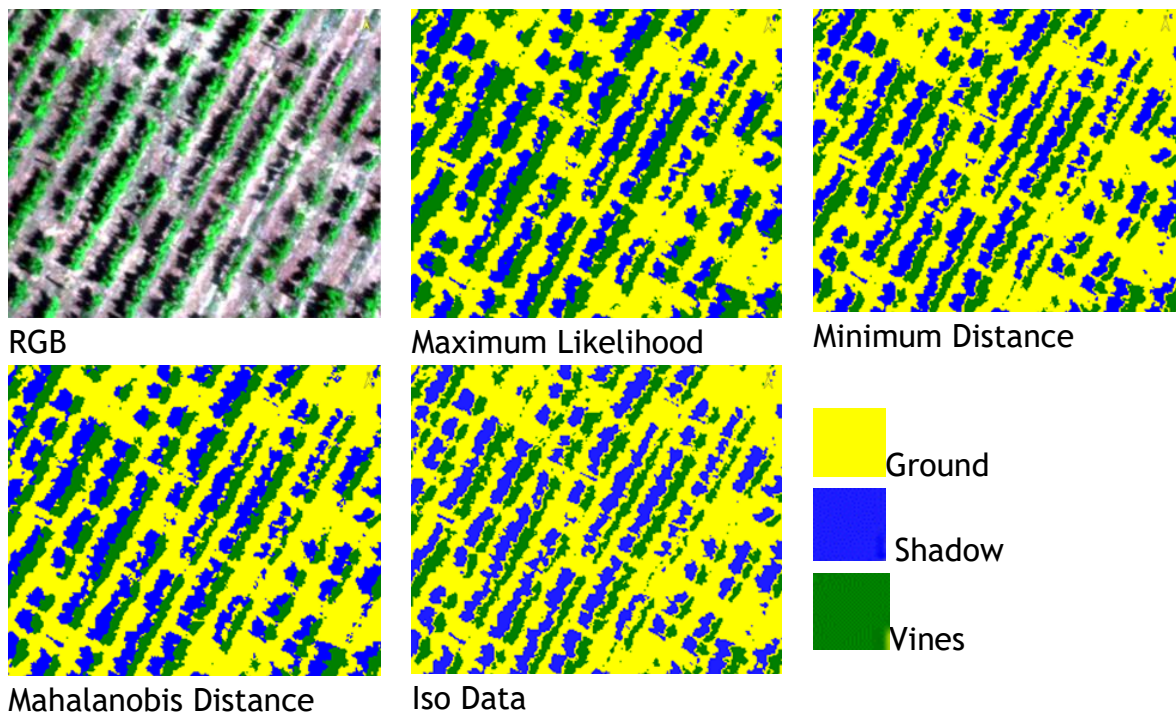 RGB
Maximum Likelihood
Minimum Distance
Mahalanobis Distance
Iso Data
Ground
Shadow
Vines